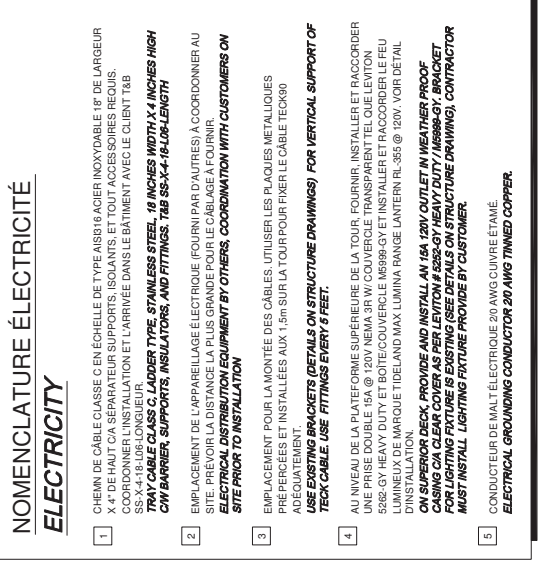 NOMENCLATURE ÉLECTRICITÉ
ELECTRICITY
1
CHEMN DE CÂBLE CLASSE C EN ÉCHELLE DE TYPE AISB16 ACIER INOXYDABLE 18" DE LARGEUR
X 4" DE HAUT C/A SÉPARATEUR SUPPORTS, ISOLANTS, ET TOUT ACCESSOIRES REQUIS.
COORDONNER L'INSTALLATION ET L'ARRIVÉE DANS LE BÂTIMENT AVEC LE CLIENT T&B
SS-X-4-18-L06-LONGUEUR.
TRAY CABLE CLASS C, LADDER TYPE, STAINLESS STEEL, 18 INCHES WIDTH X 4 INCHES HIGH
C/W BARRIER, SUPPORTS, INSULATORS, AND FITTINGS. T&B SS-X-4-18-L06-LENGTH
2
EMPLACEMENT DE L'APPAREILLAGE ÉLECTRIQUE (FOURNI PAR D'AUTRES) À COORDONNER AU
SITE. PRÉVOIR LA DISTANCE LA PLUS GRANDE POUR LE CÂBLAGE À FOURNIR.
ELECTRICAL DISTRIBUTION EQUIPMENT BY OTHERS, COORDINATION WITH CUSTOMERS ON
SITE PRIOR TO INSTALLATION
3
EMPLACEMENT POUR LA MONTÉE DES CÂBLES, UTILISER LES PLAQUES METALLIQUES
PRÉPERCÉES ET INSTALLÉES AUX 1,5m SUR LA TOUR POUR FIXER LE CÂBLE TECK90
ADÉQUATEMENT.
USE EXISTING BRACKETS (DETAILS ON STRUCTURE DRAWINGS) FOR VERTICAL SUPPORT OF
TECK CABLE. USE FITTINGS EVERY 5 FEET.
4
AU NIVEAU DE LA PLATEFORME SUPÉRIEURE DE LA TOUR, FOURNIR, INSTALLER ET RACCORDER
UNE PRISE DOUBLE 15A @ 120V NEMA 3R W/ COUVERCLE TRANSPARENT TEL QUE LEVITON
5262-GY HEAVY DUTY ET BOÎTE/COUVERCLE M5999-GY ET INSTALLER ET RACCORDER LE FEU
LUMINEUX DE MARQUE TIDELAND MAX LUMINA RANGE LANTERN RL-355 @ 120V. VOIR DÉTAIL
D'INSTALLATION.
ON SUPERIOR DECK, PROVIDE AND INSTALL AN 15A 120V OUTLET IN WEATHER PROOF
CASING C/A CLEAR COVER AS PER LEVITON # 5252-GY HEAVY DUTY / M5999-GY. BRACKET
FOR LIGHTING FIXTURE IS EXISTING (SEE DETAILS ON STRUCTURE DRAWING), CONTRACTOR
MUST INSTALL LIGHTING FIXTURE PROVIDE BY CUSTOMER.
5
CONDUCTEUR DE MALT ÉLECTRIQUE 2/0 AWG CUIVRE ÉTAMÉ.
ELECTRICAL GROUNDING CONDUCTOR 2/0 AWG TINNED COPPER.